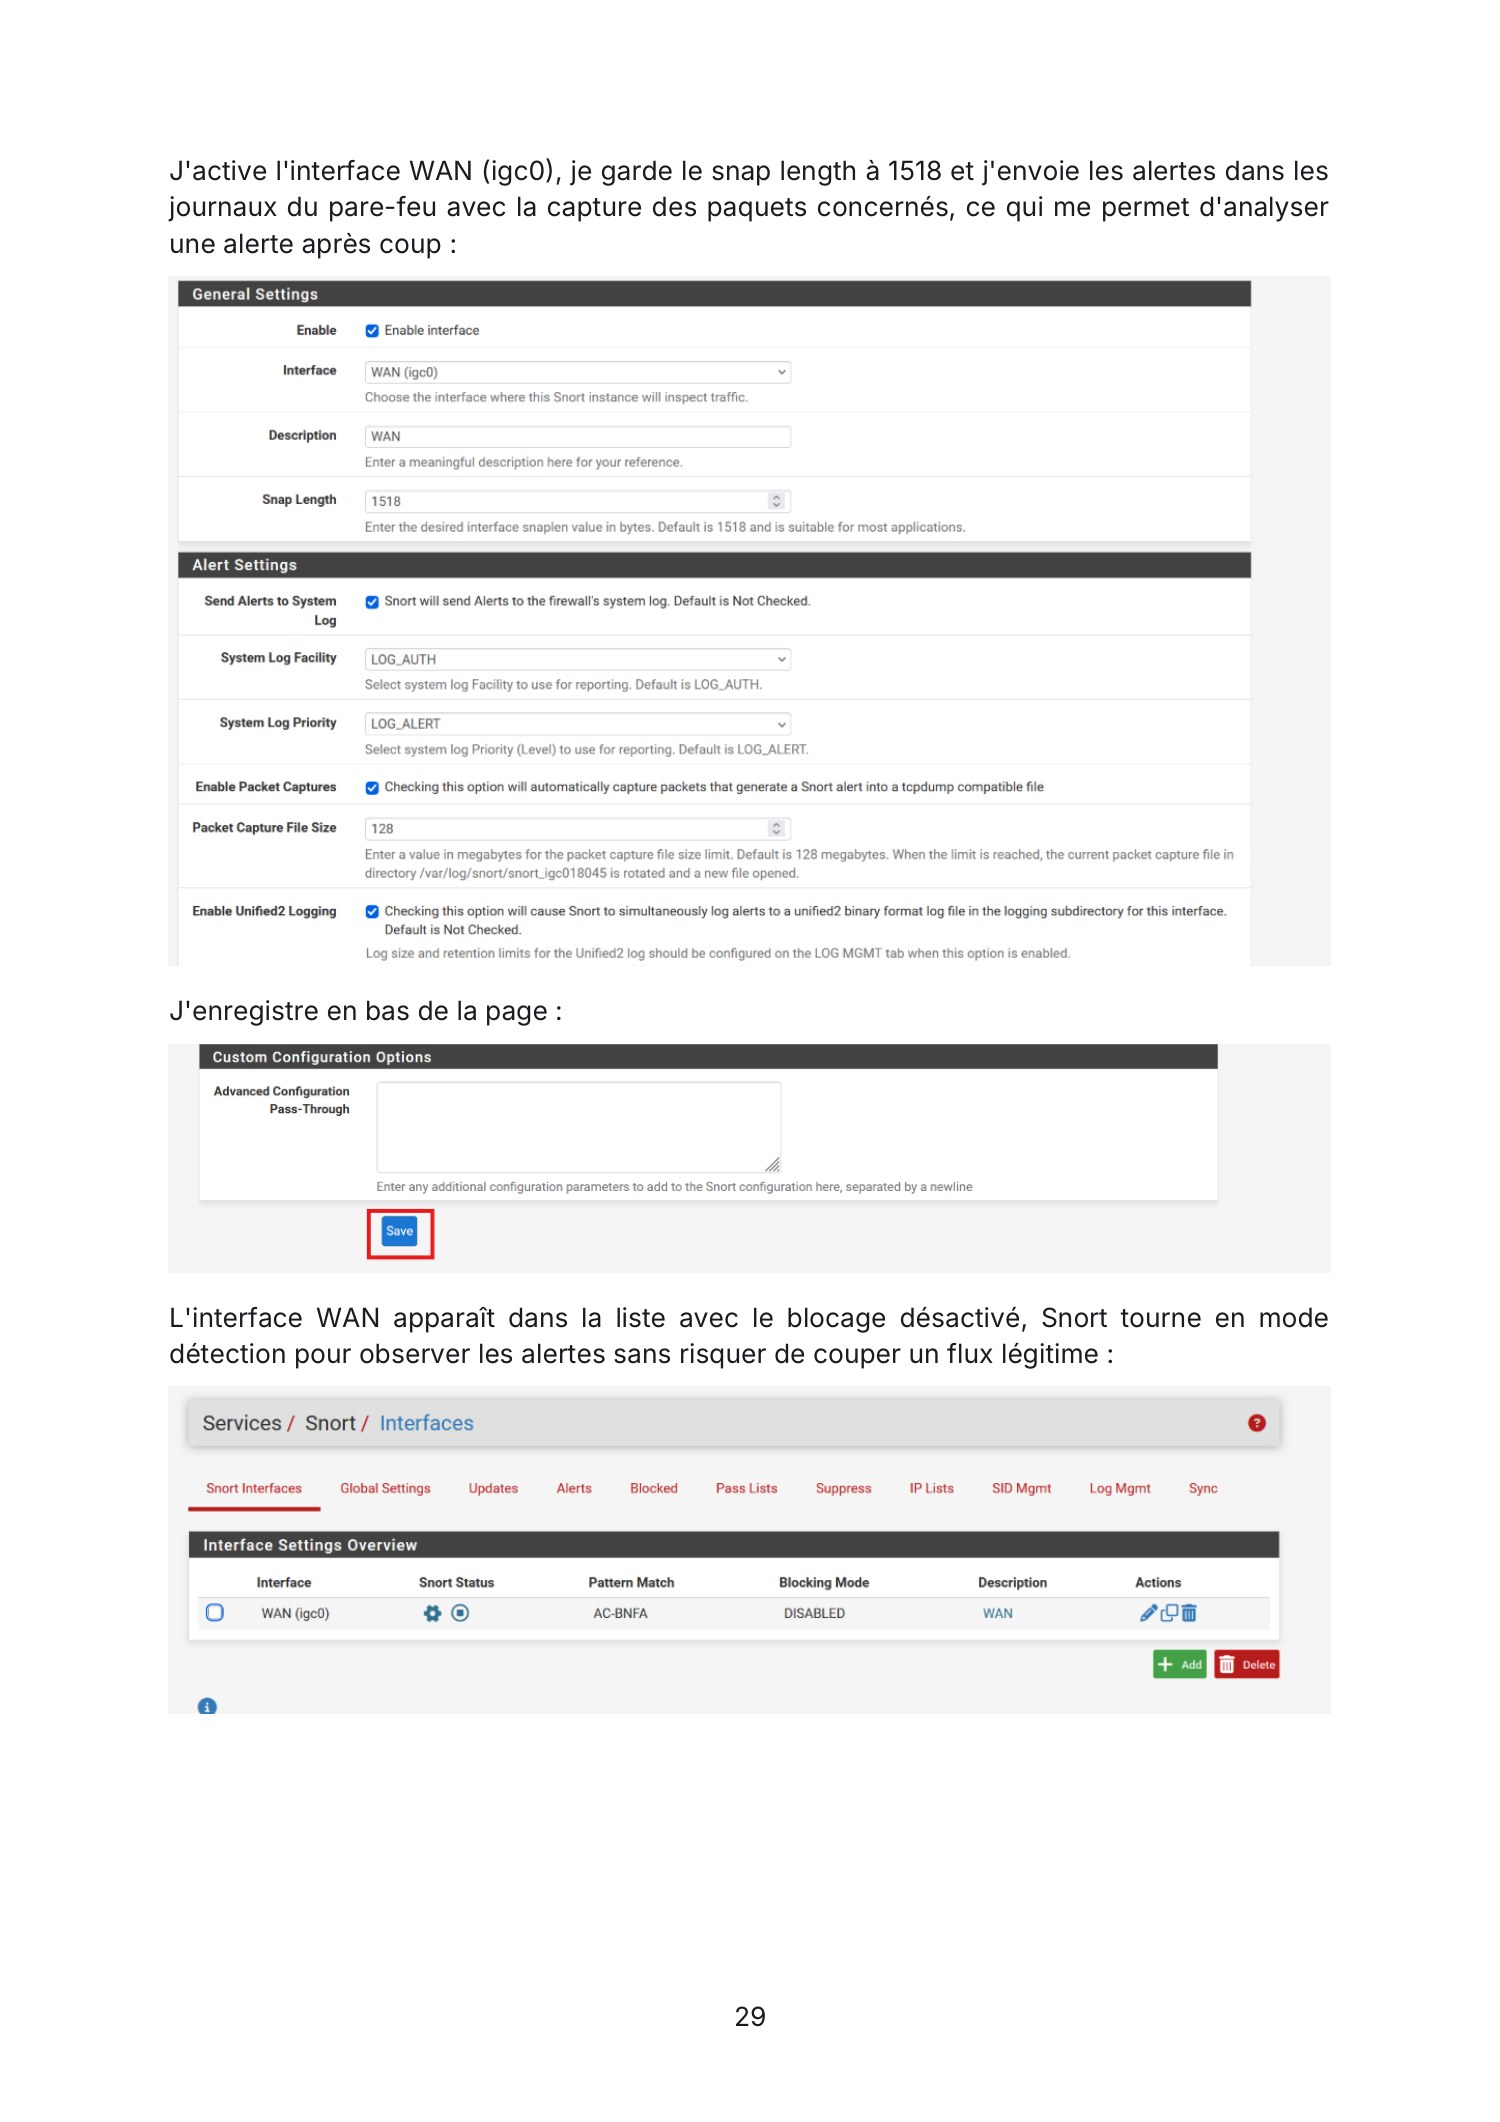 J'active l'interface WAN (igc0), je garde le snap length à 1518 et j'envoie les alertes dans les
journaux du pare-feu avec la capture des paquets concernés, ce qui me permet d'analyser
une alerte après coup :
General Settings
Enable Enable interface
Interface WAN (igc0)
Choose the interface where this Snort instance will inspect traffic.
Description WAN
Enter a meaningful description here for your reference.
Snap Length 1518
Enter the desired interface snaplen value in bytes. Default is 1518 and is suitable for most applications.
Alert Settings
Send Alerts to System Snort will send Alerts to the firewall's system log. Default is Not Checked.
Log
System Log Facility LOG_AUTH
Select system log Facility to use for reporting. Default is LOG_AUTH.
System Log Priority LOG_ALERT
Select system log Priority (Level) to use for reporting. Default is LOG_ALERT.
Enable Packet Captures Checking this option will automatically capture packets that generate a Snort alert into a tcpdump compatible file
Packet Capture File Size 128
Enter a value in megabytes for the packet capture file size limit. Default is 128 megabytes. When the limit is reached, the current packet capture file in
directory /var/log/snort/snort_igc018045 is rotated and a new file opened.
Enable Unified2 Logging Checking this option will cause Snort to simultaneously log alerts to a unified2 binary format log file in the logging subdirectory for this interface.
Default is Not Checked.
Log size and retention limits for the Unified2 log should be configured on the LOG MGMT tab when this option is enabled.
J'enregistre en bas de la page :
Custom Configuration Options
Advanced Configuration
Pass-Through
Enter any additional configuration parameters to add to the Snort configuration here, separated by a newline
Save
L'interface WAN apparaît dans la liste avec le blocage désactivé, Snort tourne en mode
détection pour observer les alertes sans risquer de couper un flux légitime :
Services / Snort / Interfaces
Snort Interfaces Global Settings Updates Alerts Blocked Pass Lists Suppress IP Lists SID Mgmt Log Mgmt Sync
Interface Settings Overview
Interface Snort Status Pattern Match Blocking Mode Description Actions
WAN (igc0) AC-BNFA DISABLED WAN
Add Delete
29